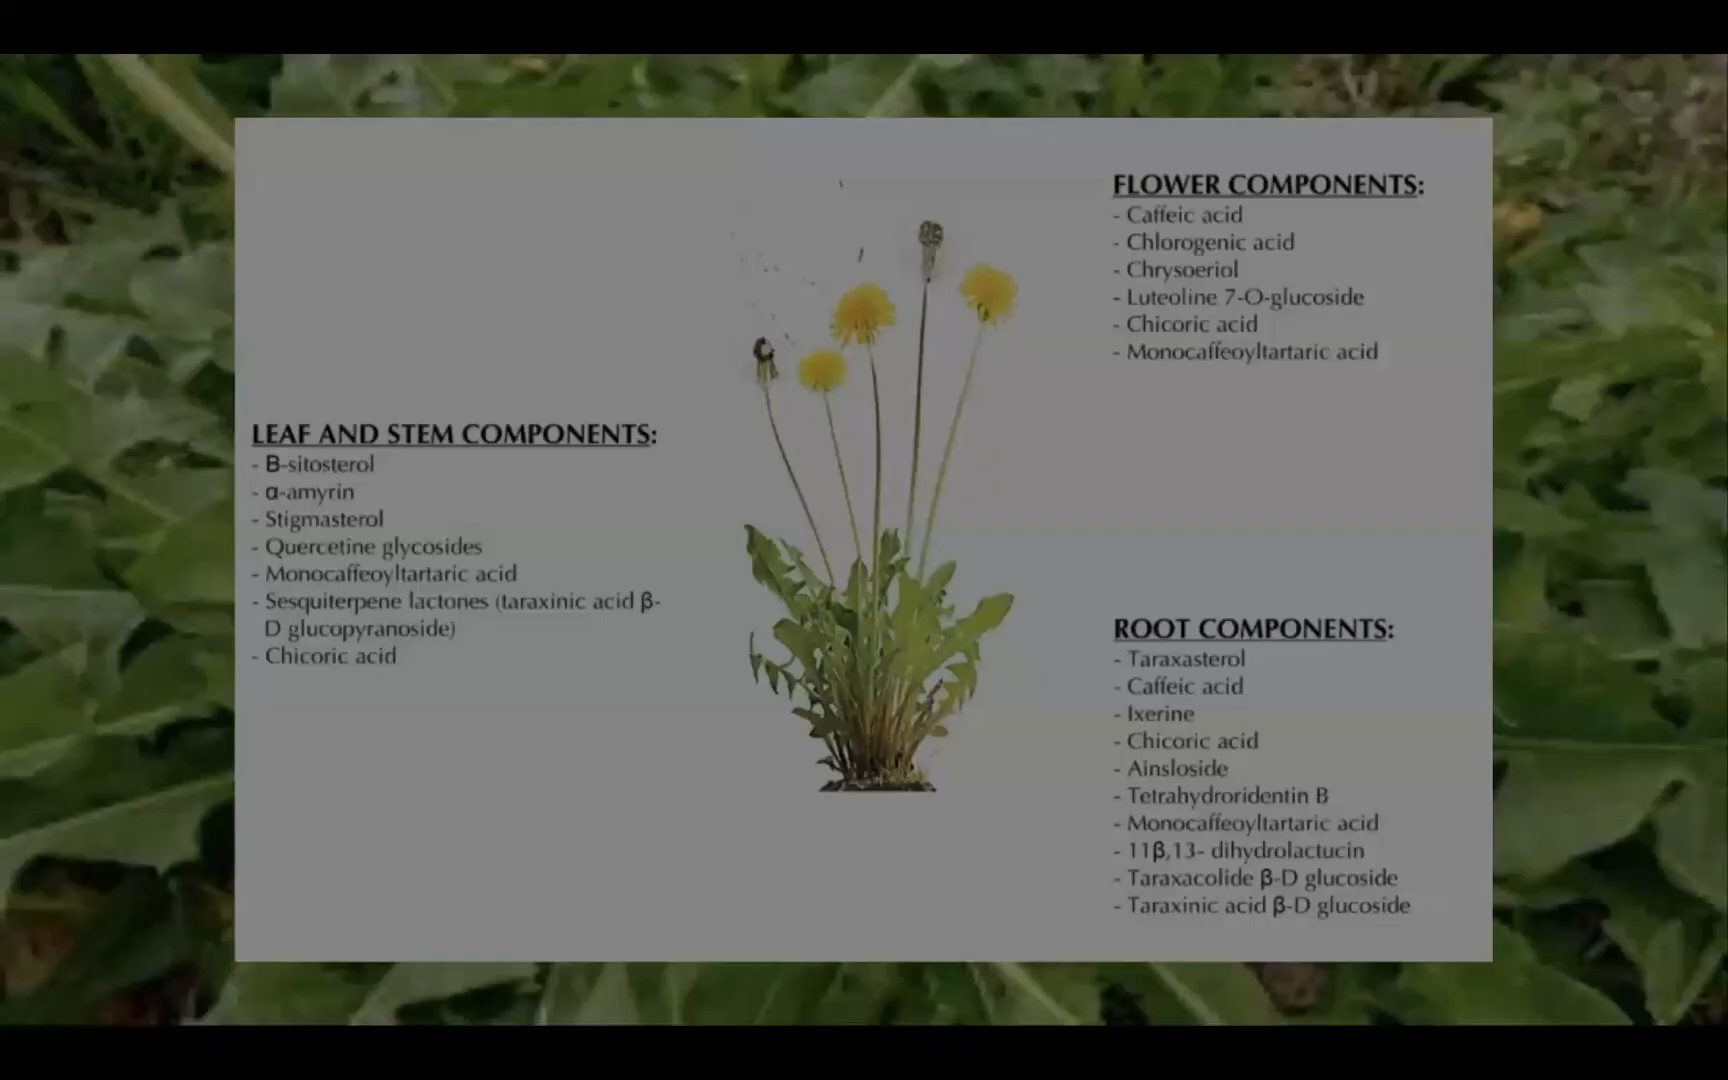 FLOWER COMPONENTS:
- Caffeic acid
- Chlorogenic acid
- Chrysoeriol
- Luteoline 7-O-glucoside
- Chicoric acid
- Monocaffeoyltartaric acid
LEAF AND STEM COMPONENTS:
- B-sitosterol
- α-amyrin
- Stigmasterol
- Quercetine glycosides
- Monocaffeoyltartaric acid
- Sesquiterpene lactones (taraxinic acid β-
D glucopyranoside)
- Chicoric acid
ROOT COMPONENTS:
- Taraxasterol
- Caffeic acid
- Ixerine
- Chicoric acid
- Ainsloside
- Tetrahydroridentin B
- Monocaffeoyltartaric acid
- 11β,13- dihydrolactucin
- Taraxacolide β-D glucoside
- Taraxinic acid β-D glucoside